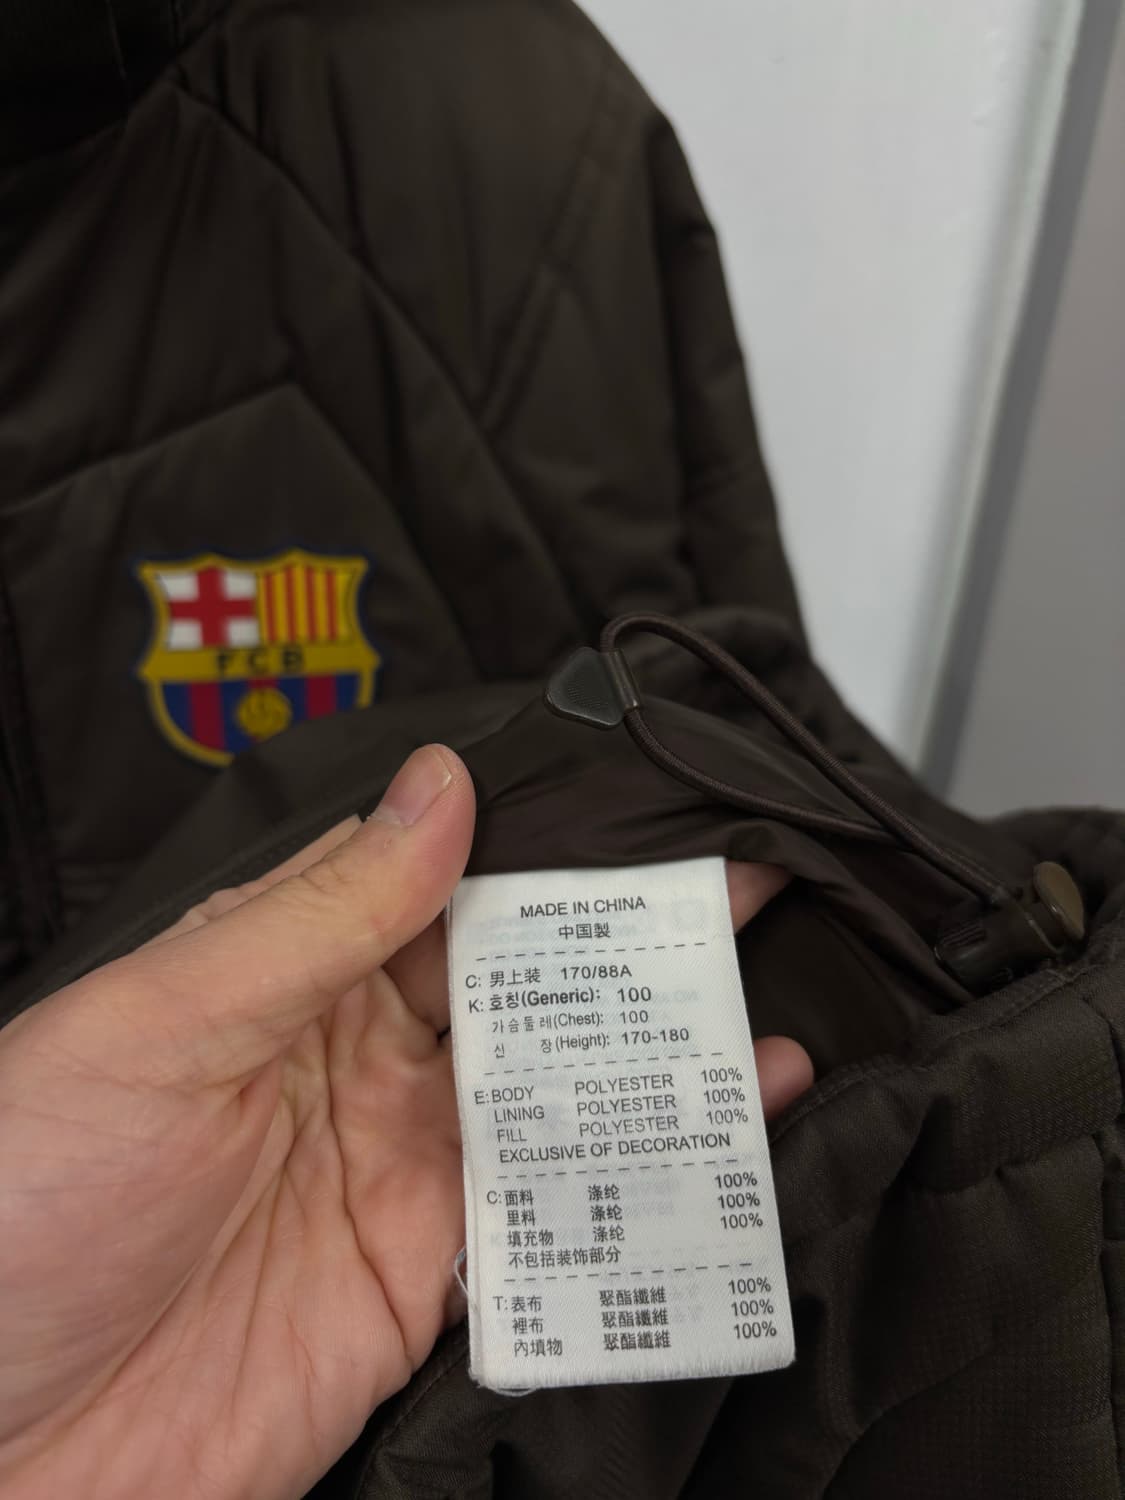 FCB
MADE IN CHINA
中国製
C: 男上装 170/88A
K: 호칭(Generic): 100
가슴둘레(Chest): 100
신 장(Height): 170-180
E: BODY POLYESTER 100%
LINING POLYESTER 100%
FILL POLYESTER 100%
EXCLUSIVE OF DECORATION
C: 面料 涤纶 100%
里料 涤纶 100%
填充物 涤纶 100%
不包括装饰部分
T: 表布 聚酯纖維 100%
裡布 聚酯纖維 100%
內填物 聚酯纖維 100%